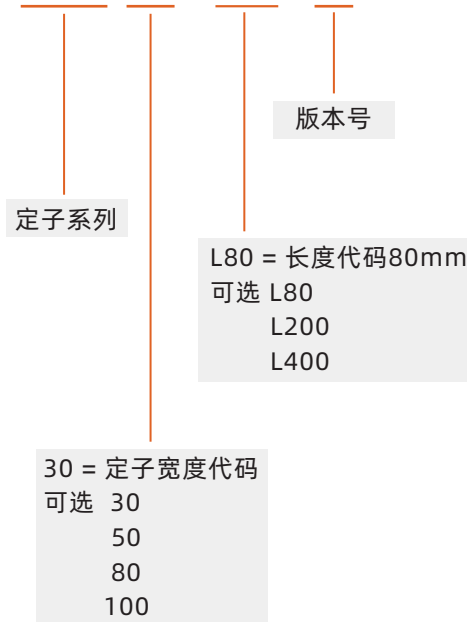 版本号
定子系列
L80 = 长度代码80mm
可选 L80
L200
L400
30 = 定子宽度代码
可选 30
50
80
100